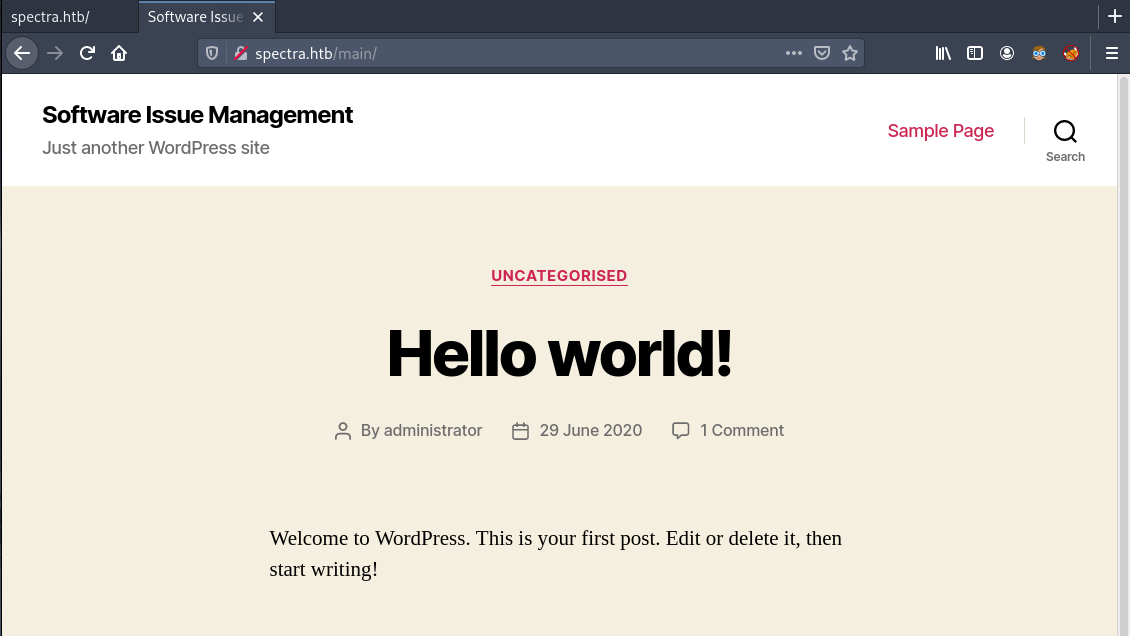 spectra.htb/
Software Issue
spectra.htb/main/
Software Issue Management
Just another WordPress site
Sample Page
Search
UNCATEGORISED
Hello world!
By administrator 29 June 2020 1 Comment
Welcome to WordPress. This is your first post. Edit or delete it, then
start writing!